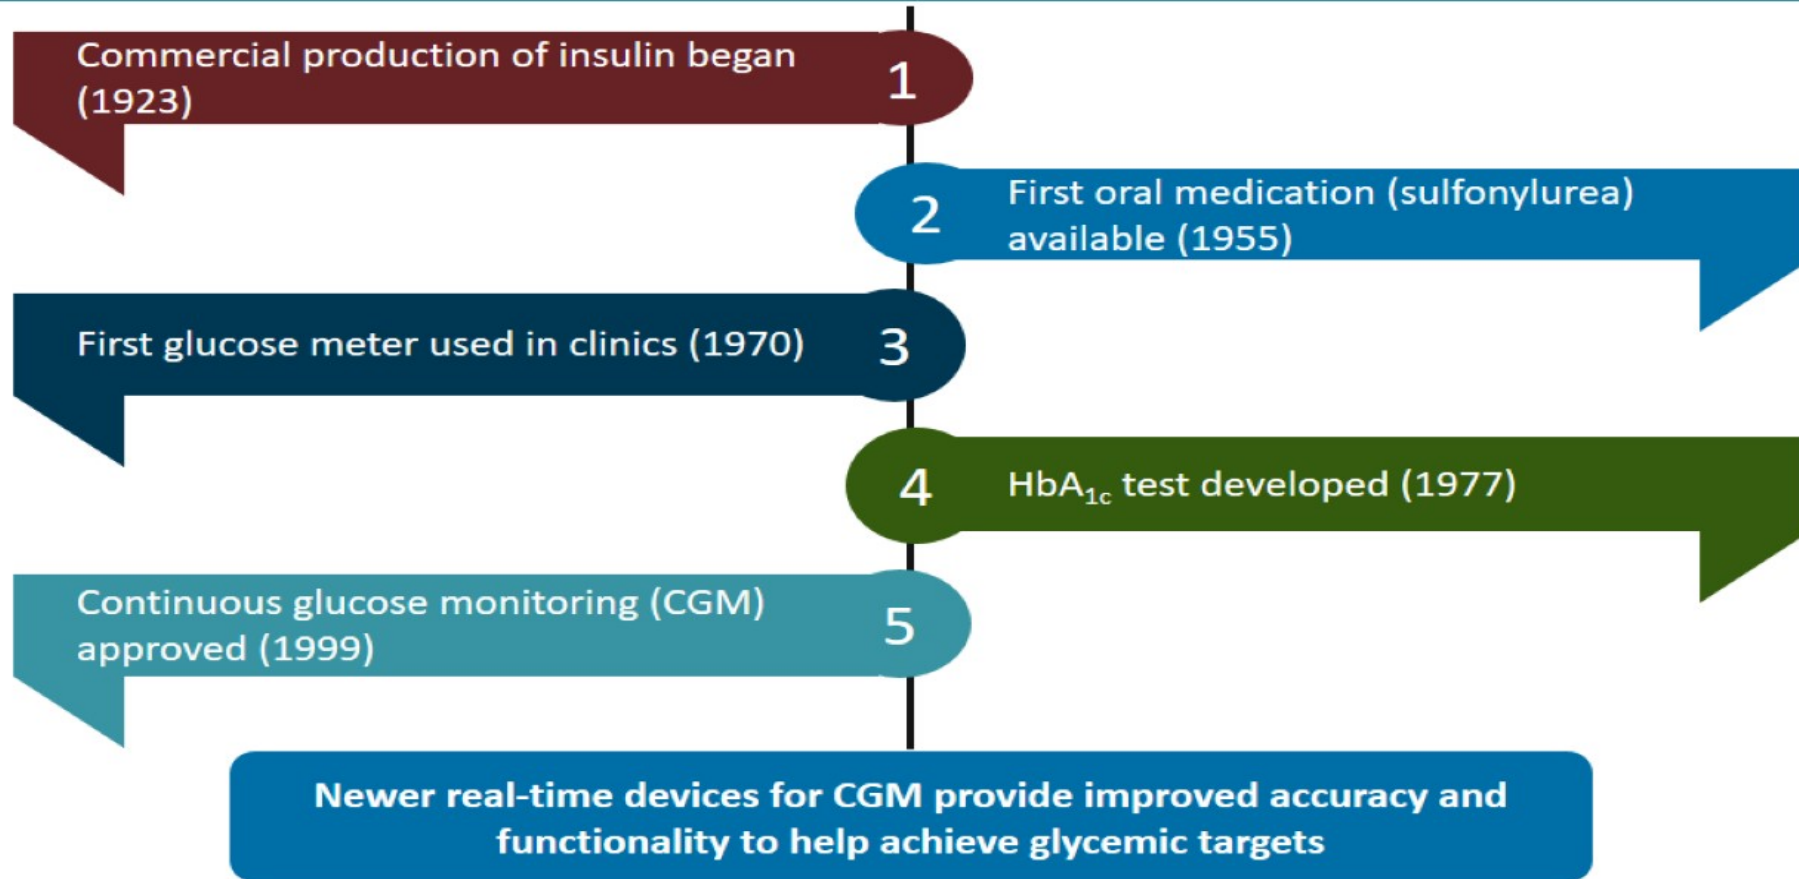 Commercial production of insulin began
(1923)
1
2
First oral medication (sulfonylurea)
available (1955)
First glucose meter used in clinics (1970)
3
4
HbA1c test developed (1977)
Continuous glucose monitoring (CGM)
approved (1999)
5
Newer real-time devices for CGM provide improved accuracy and
functionality to help achieve glycemic targets